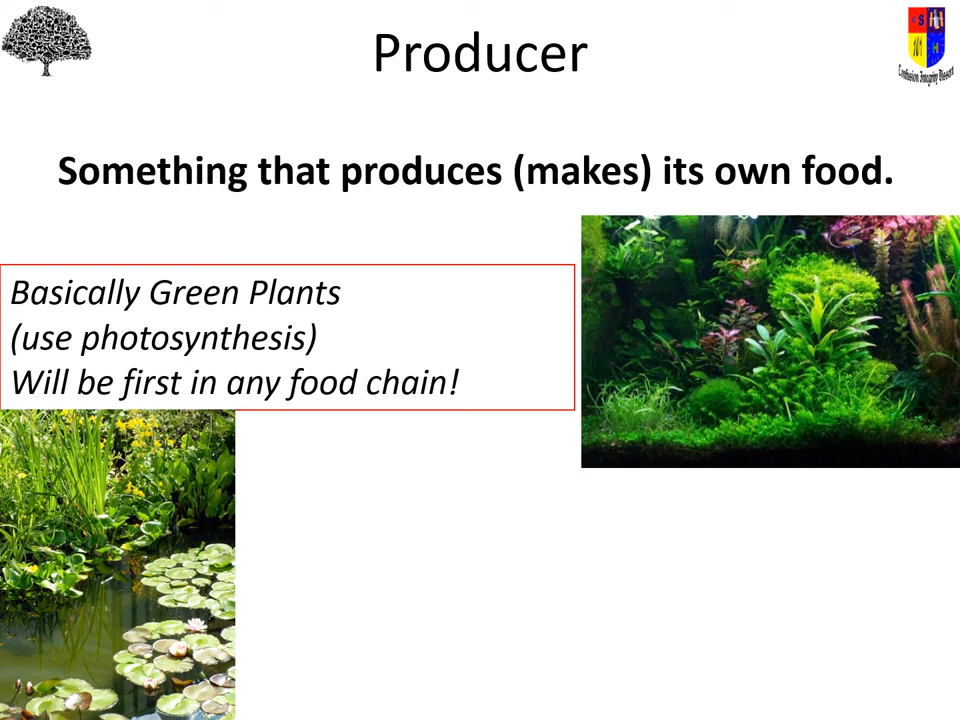 Producer
Something that produces (makes) its own food.
Basically Green Plants
(use photosynthesis)
Will be first in any food chain!